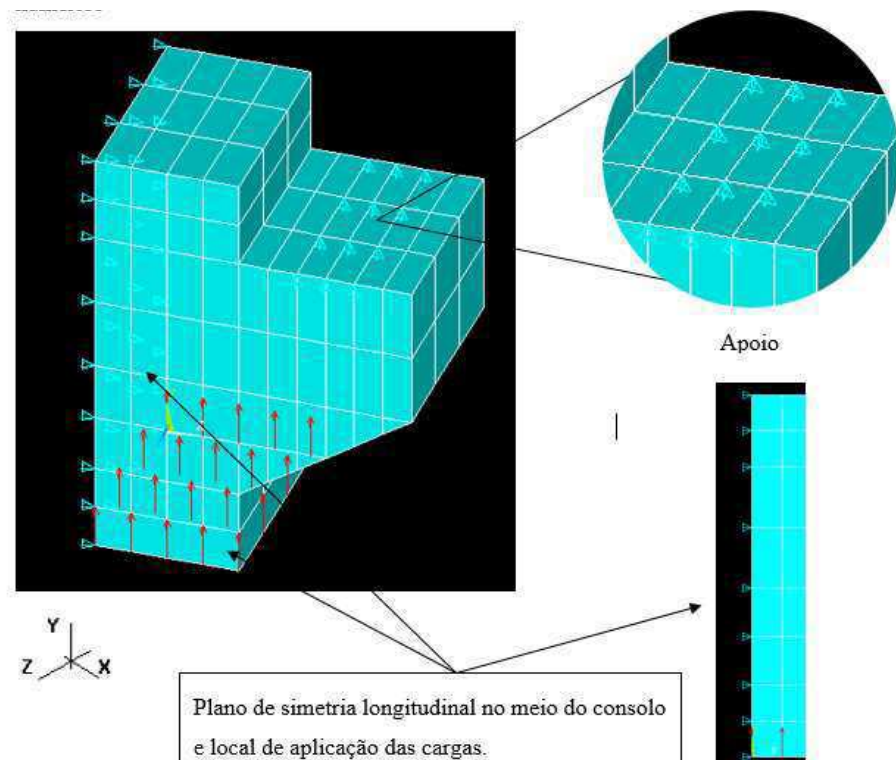 Apoio
Y
Z
X
Plano de simetria longitudinal no meio do consolo
e local de aplicação das cargas.